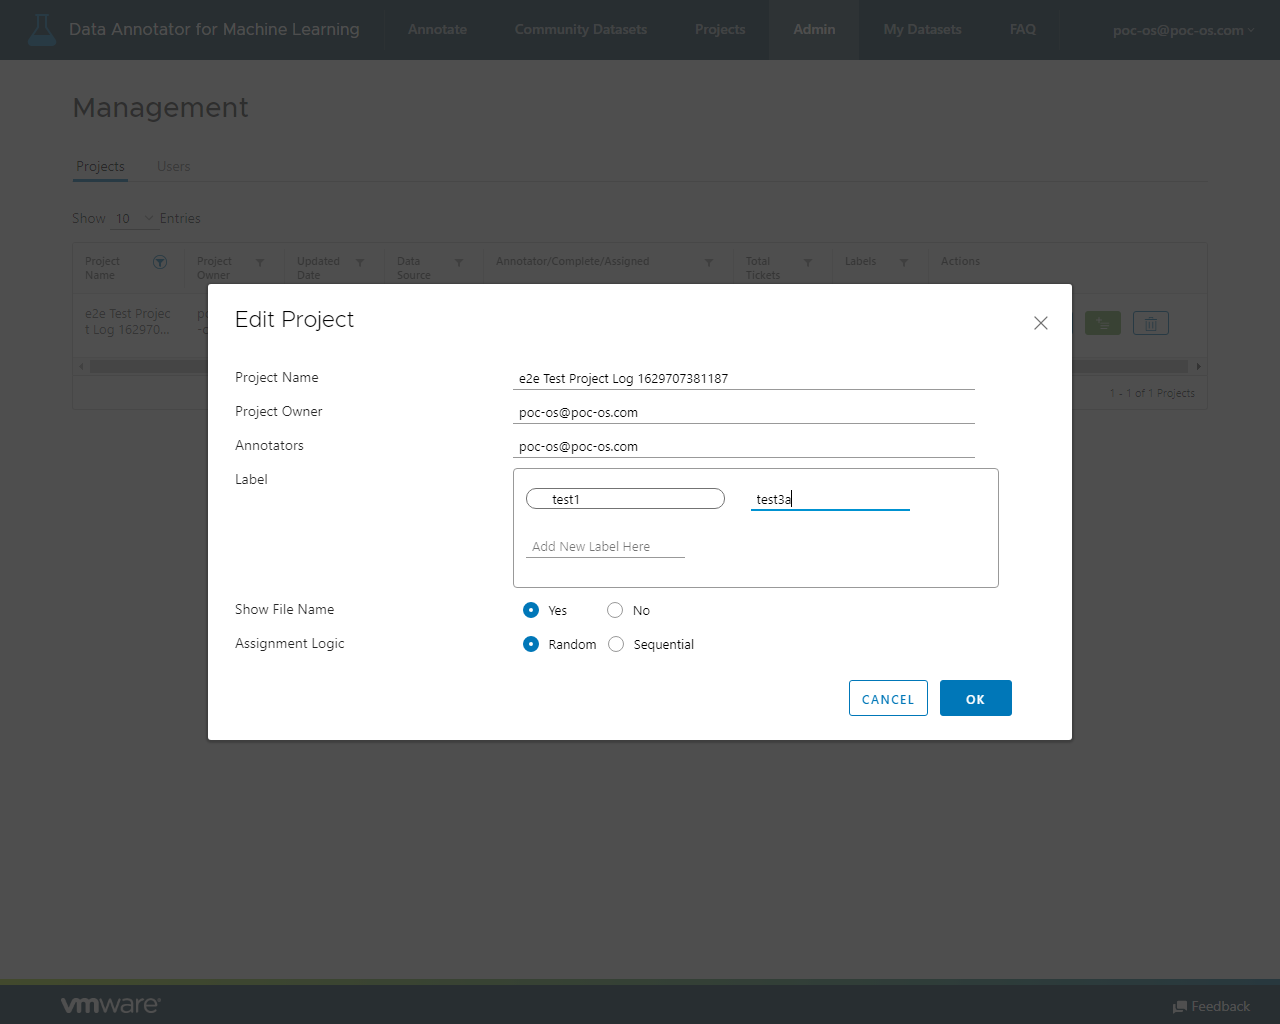 Data Annotator for Machine Learning
Annotate
Community Datasets
Projects
Admin
My Datasets
FAQ
poc-os@poc-os.com
Management
Projects
Users
Show 10 Entries
Project Name
Project Owner
Updated Date
Data Source
Annotator/Complete/Assigned
Total Tickets
Labels
Actions
e2e Test Projec
t Log 162970...
1 - 1 of 1 Projects
Edit Project
Project Name
e2e Test Project Log 1629707381187
Project Owner
poc-os@poc-os.com
Annotators
poc-os@poc-os.com
Label
test1
test3a
Add New Label Here
Show File Name
Yes
No
Assignment Logic
Random
Sequential
CANCEL
OK
vmware
Feedback